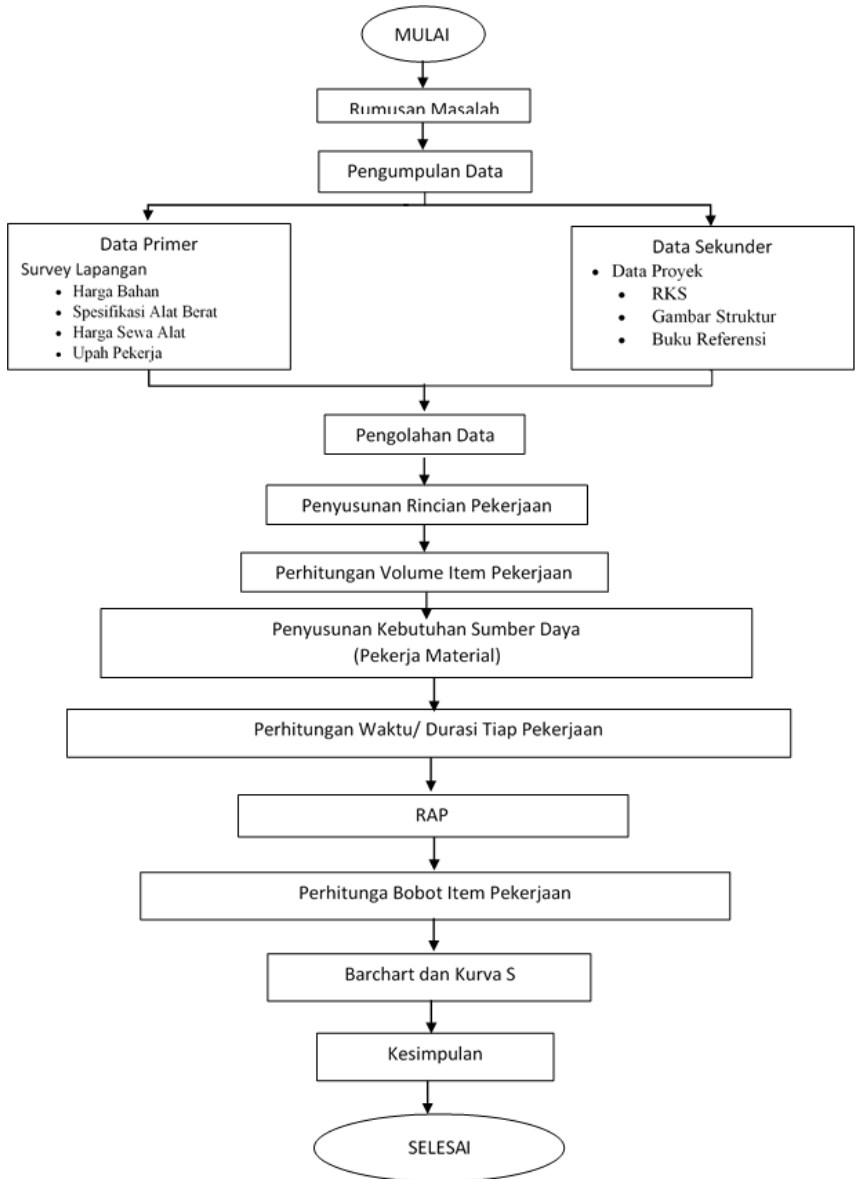 MULAI
Rumusan Masalah
Pengumpulan Data
Data Primer
Survey Lapangan
• Harga Bahan
• Spesifikasi Alat Berat
• Harga Sewa Alat
• Upah Pekerja
Data Sekunder
• Data Proyek
• RKS
• Gambar Struktur
• Buku Referensi
Pengolahan Data
Penyusunan Rincian Pekerjaan
Perhitungan Volume Item Pekerjaan
Penyusunan Kebutuhan Sumber Daya
(Pekerja Material)
Perhitungan Waktu/ Durasi Tiap Pekerjaan
RAP
Perhitunga Bobot Item Pekerjaan
Barchart dan Kurva S
Kesimpulan
SELESAI